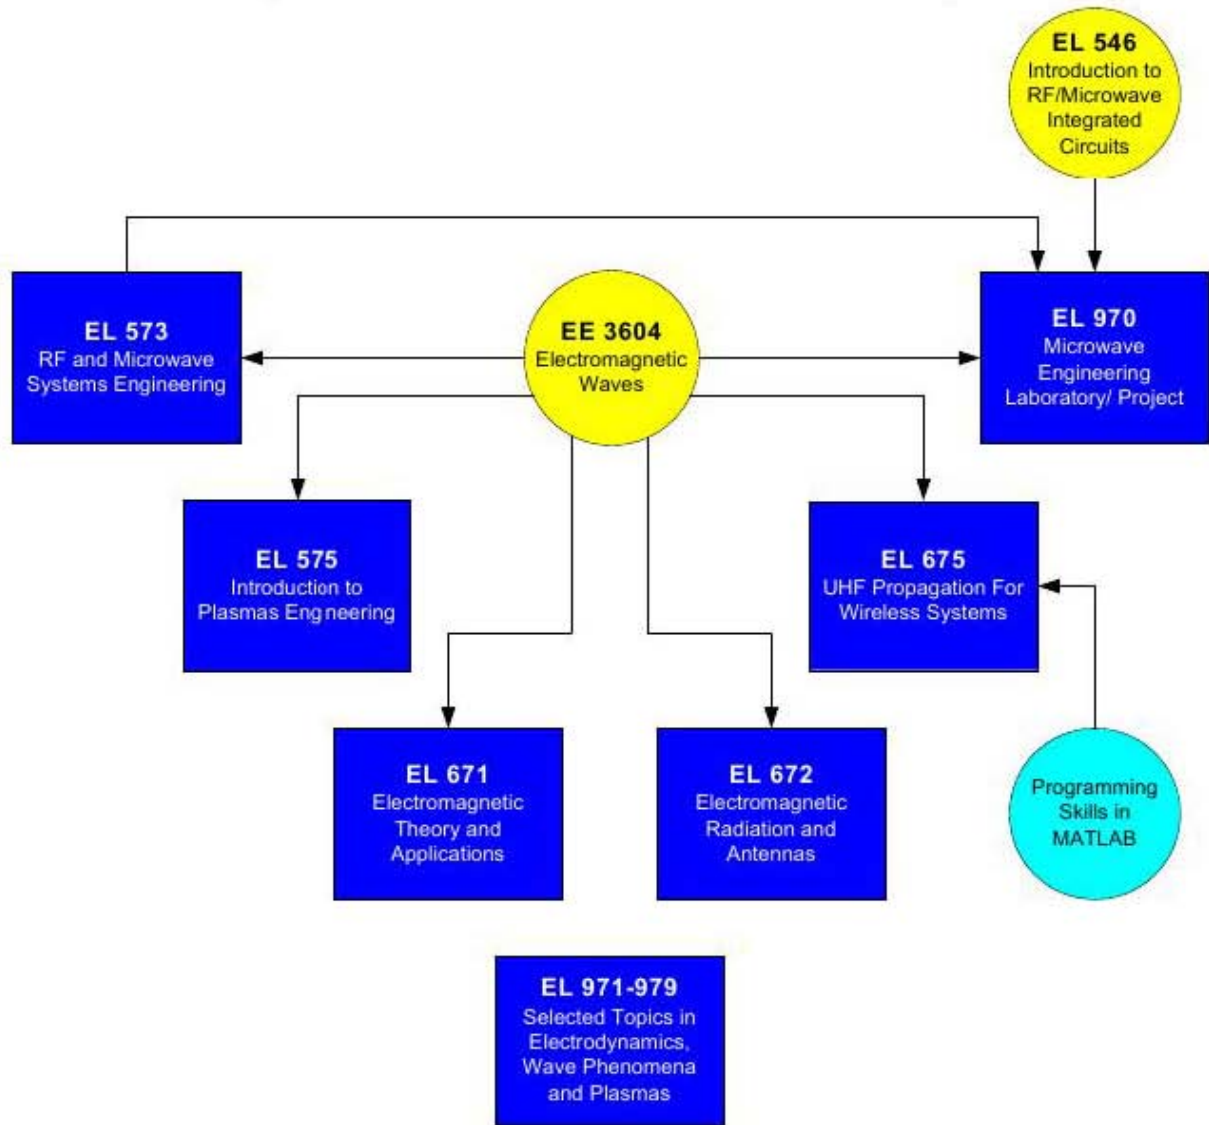 EL 546
Introduction to
RF/Microwave
Integrated
Circuits
EL 573
RF and Microwave
Systems Engineering
EE 3604
Electromagnetic
Waves
EL 970
Microwave
Engineering
Laboratory/ Project
EL 575
Introduction to
Plasmas Engineering
EL 675
UHF Propagation For
Wireless Systems
EL 671
Electromagnetic
Theory and
Applications
EL 672
Electromagnetic
Radiation and
Antennas
Programming
Skills in
MATLAB
EL 971-979
Selected Topics in
Electrodynamics,
Wave Phenomena
and Plasmas